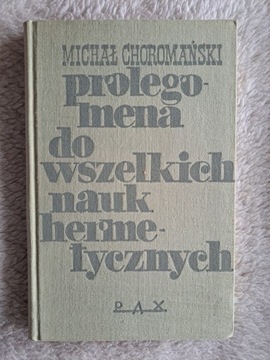 MICHAŁ CHOROMAŃSKI
prolego-
mena
do
wszelkich
nauk
herme-
tycznych
PAX